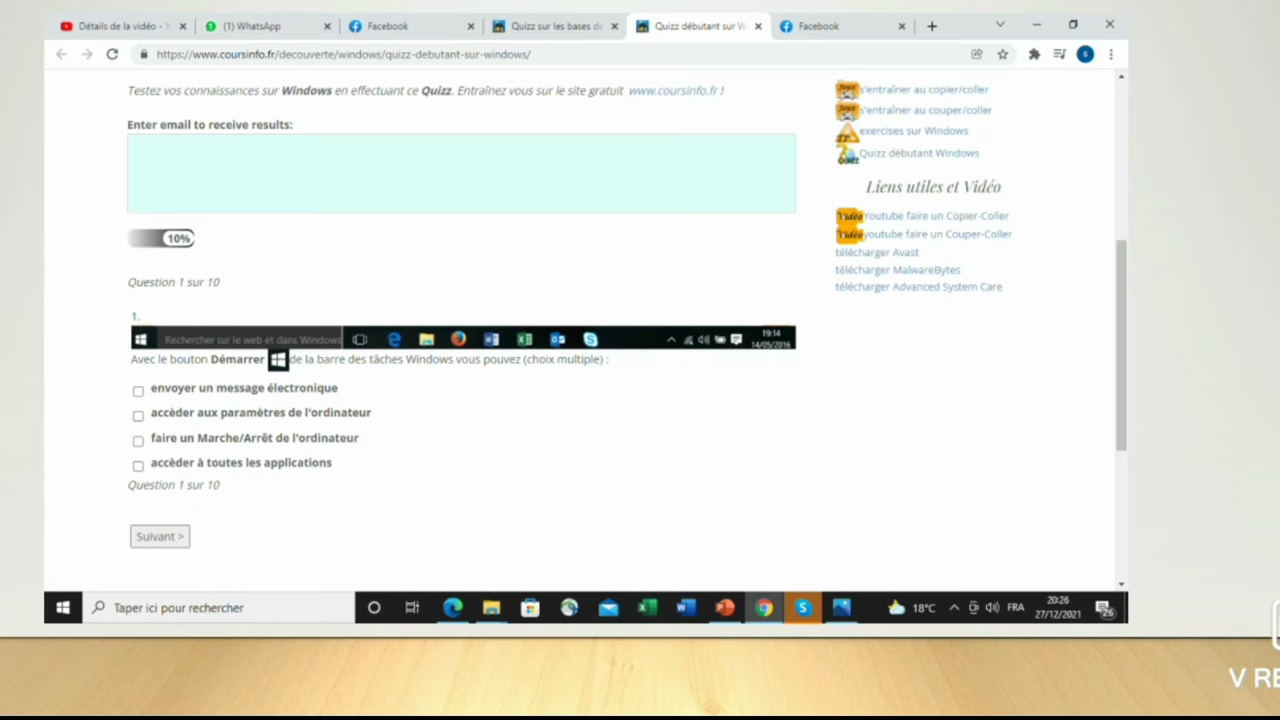 Détails de la vidéo -
(1) WhatsApp
Facebook
Quizz sur les bases de
Quizz débutant sur W
Facebook
https://www.coursinfo.fr/decouverte/windows/quizz-debutant-sur-windows/
Testez vos connaissances sur Windows en effectuant ce Quizz. Entraînez vous sur le site gratuit www.coursinfo.fr !
Enter email to receive results:
10%
Question 1 sur 10
1.
Rechercher sur le web et dans Windows
19:14
14/05/2016
Avec le bouton Démarrer de la barre des tâches Windows vous pouvez (choix multiple) :
envoyer un message électronique
accèder aux paramètres de l'ordinateur
faire un Marche/Arrêt de l'ordinateur
accèder à toutes les applications
Question 1 sur 10
Suivant >
s'entraîner au copier/coller
s'entraîner au couper/coller
exercises sur Windows
Quizz débutant Windows
Liens utiles et Vidéo
Vidéo Youtube faire un Copier-Coller
Vidéo youtube faire un Couper-Coller
télécharger Avast
télécharger MalwareBytes
télécharger Advanced System Care
Taper ici pour rechercher
18°C
FRA
20:26
27/12/2021
26
V RE